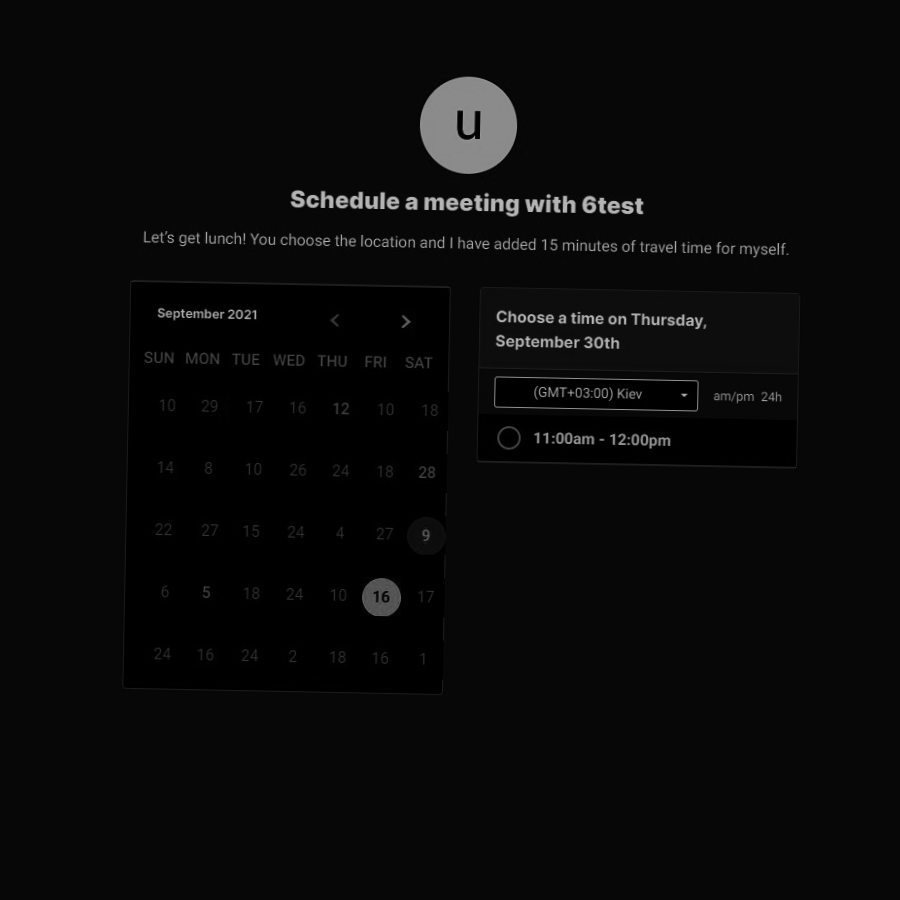 u
Schedule a meeting with 6test
Let's get lunch! You choose the location and I have added 15 minutes of travel time for myself.
September 2021
SUN MON TUE WED THU FRI SAT
10 29 17 16 12 10 18
14 8 10 26 24 18 28
22 27 15 24 4 27 9
6 5 18 24 10 16 17
24 16 24 2 18 16 1
Choose a time on Thursday,
September 30th
(GMT+03:00) Kiev
am/pm 24h
11:00am - 12:00pm